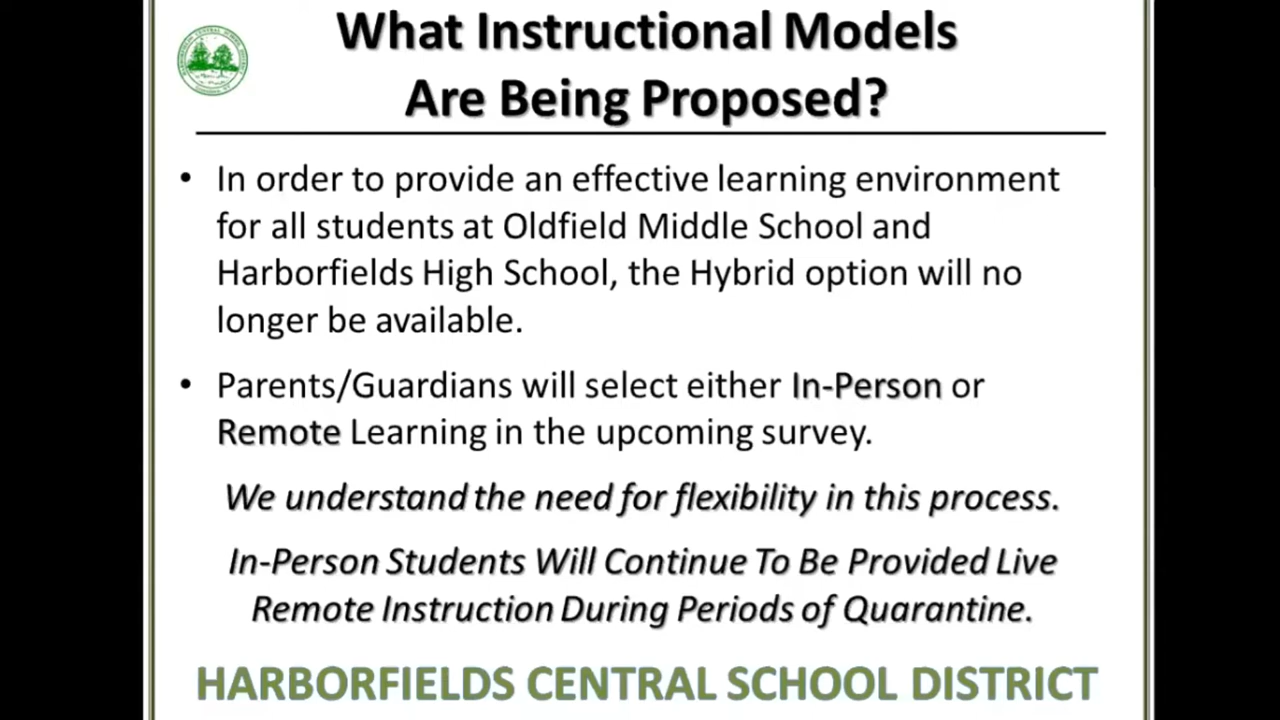 What Instructional Models
Are Being Proposed?
• In order to provide an effective learning environment
for all students at Oldfield Middle School and
Harborfields High School, the Hybrid option will no
longer be available.
• Parents/Guardians will select either In-Person or
Remote Learning in the upcoming survey.
We understand the need for flexibility in this process.
In-Person Students Will Continue To Be Provided Live
Remote Instruction During Periods of Quarantine.
HARBORFIELDS CENTRAL SCHOOL DISTRICT